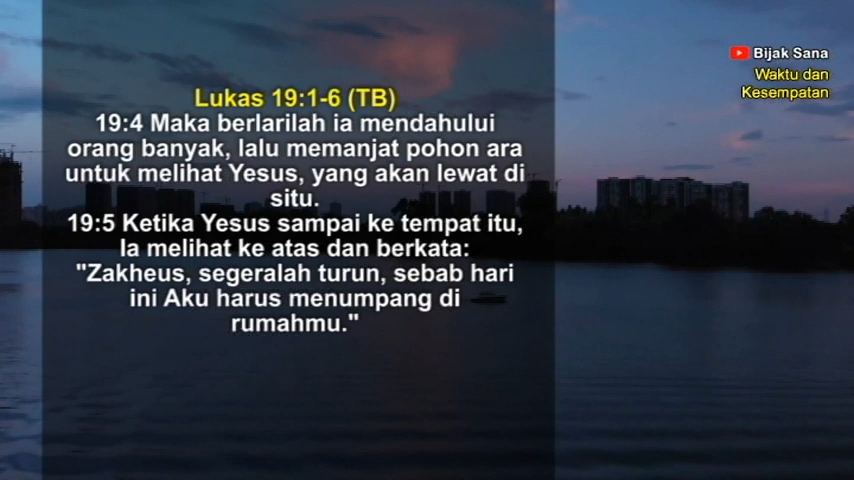 Bijak Sana
Waktu dan
Kesempatan
Lukas 19:1-6 (TB)
19:4 Maka berlarilah ia mendahului
orang banyak, lalu memanjat pohon ara
untuk melihat Yesus, yang akan lewat di
situ.
19:5 Ketika Yesus sampai ke tempat itu,
Ia melihat ke atas dan berkata:
"Zakheus, segeralah turun, sebab hari
ini Aku harus menumpang di
rumahmu."